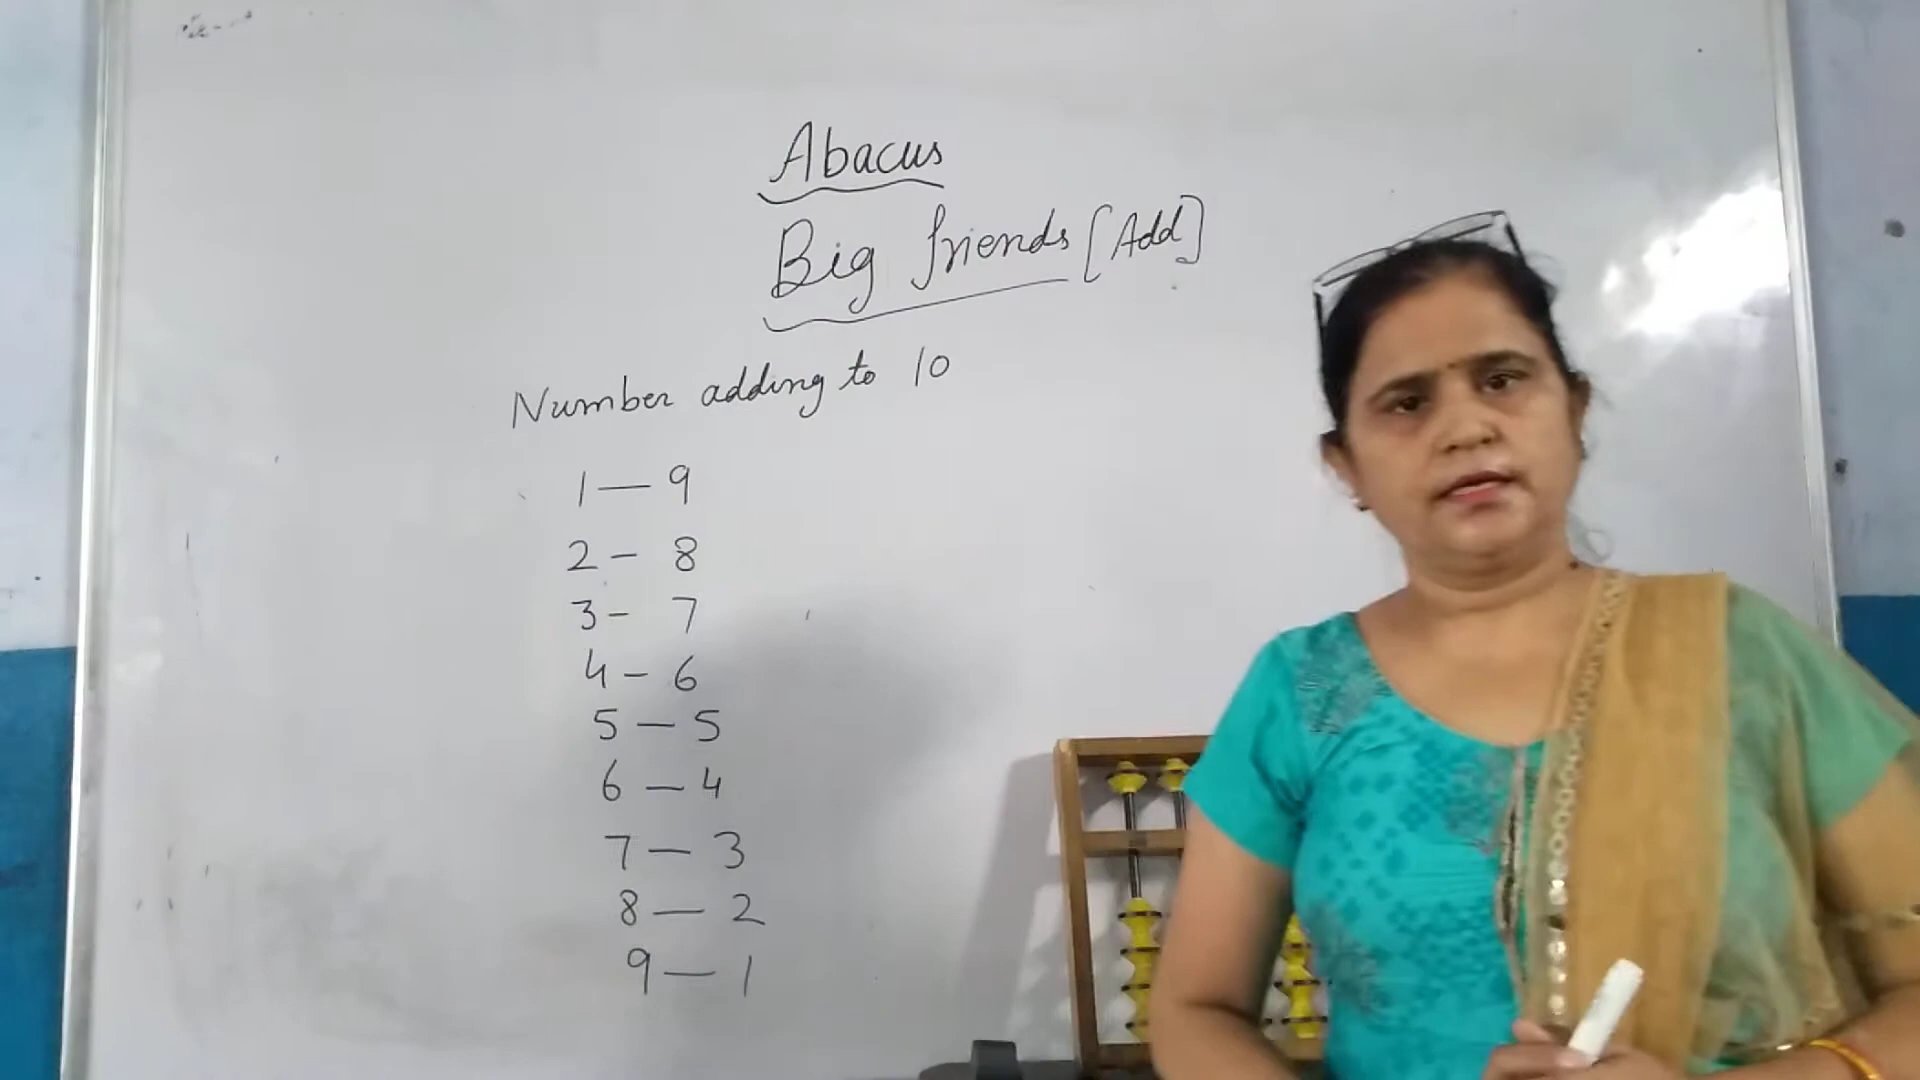 Abacus
Big friends [Add]
Number adding to 10
1 — 9
2 - 8
3 - 7
4 - 6
5 - 5
6 - 4
7 - 3
8 — 2
9 — 1